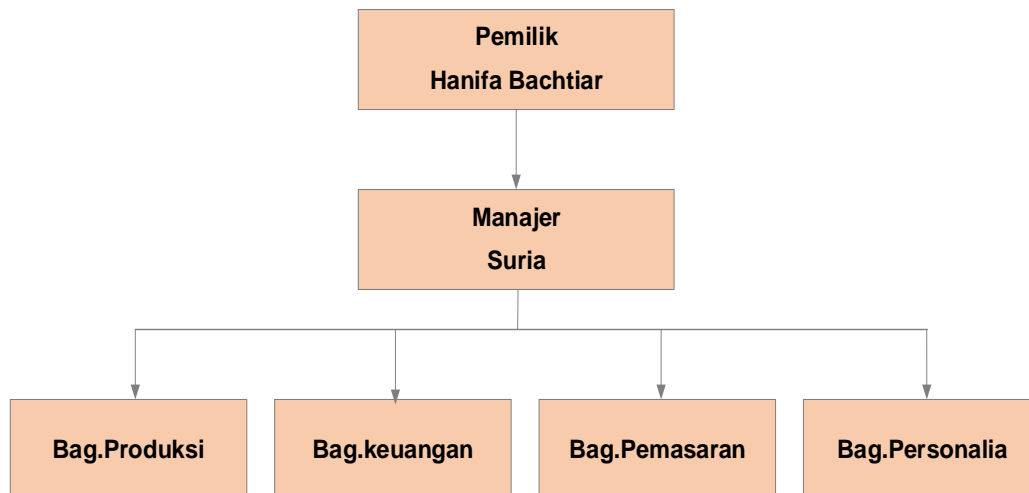 Pemilik
Hanifa Bachtiar
Manajer
Suria
Bag.Produksi
Bag.keuangan
Bag.Pemasaran
Bag.Personalia